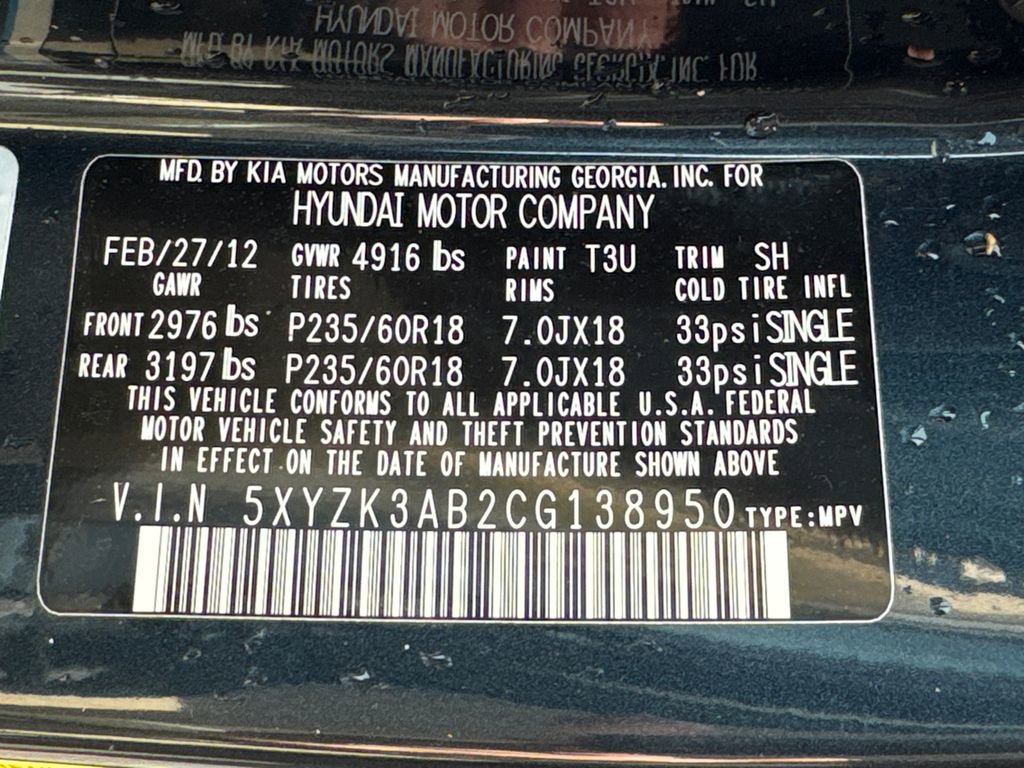 MFD. BY KIA MOTORS MANUFACTURING GEORGIA. INC. FOR
HYUNDAI MOTOR COMPANY
FEB/27/12 GVWR 4916 lbs PAINT T3U TRIM SH
GAWR TIRES RIMS COLD TIRE INFL
FRONT 2976 lbs P235/60R18 7.0JX18 33psi SINGLE
REAR 3197 lbs P235/60R18 7.0JX18 33psi SINGLE
THIS VEHICLE CONFORMS TO ALL APPLICABLE U.S.A. FEDERAL
MOTOR VEHICLE SAFETY AND THEFT PREVENTION STANDARDS
IN EFFECT ON THE DATE OF MANUFACTURE SHOWN ABOVE
V.I.N 5XYZK3AB2CG138950 TYPE:MPV